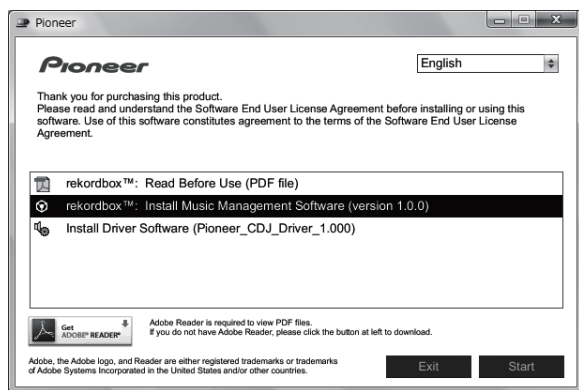 Pioneer
Pioneer
English
Thank you for purchasing this product.
Please read and understand the Software End User License Agreement before installing or using this
software. Use of this software constitutes agreement to the terms of the Software End User License
Agreement.
rekordbox™: Read Before Use (PDF file)
rekordbox™: Install Music Management Software (version 1.0.0)
Install Driver Software (Pioneer_CDJ_Driver_1.000)
Get
ADOBE® READER®
Adobe Reader is required to view PDF files.
If you do not have Adobe Reader, please click the button at left to download.
Adobe, the Adobe logo, and Reader are either registered trademarks or trademarks
of Adobe Systems Incorporated in the United States and/or other countries.
Exit
Start